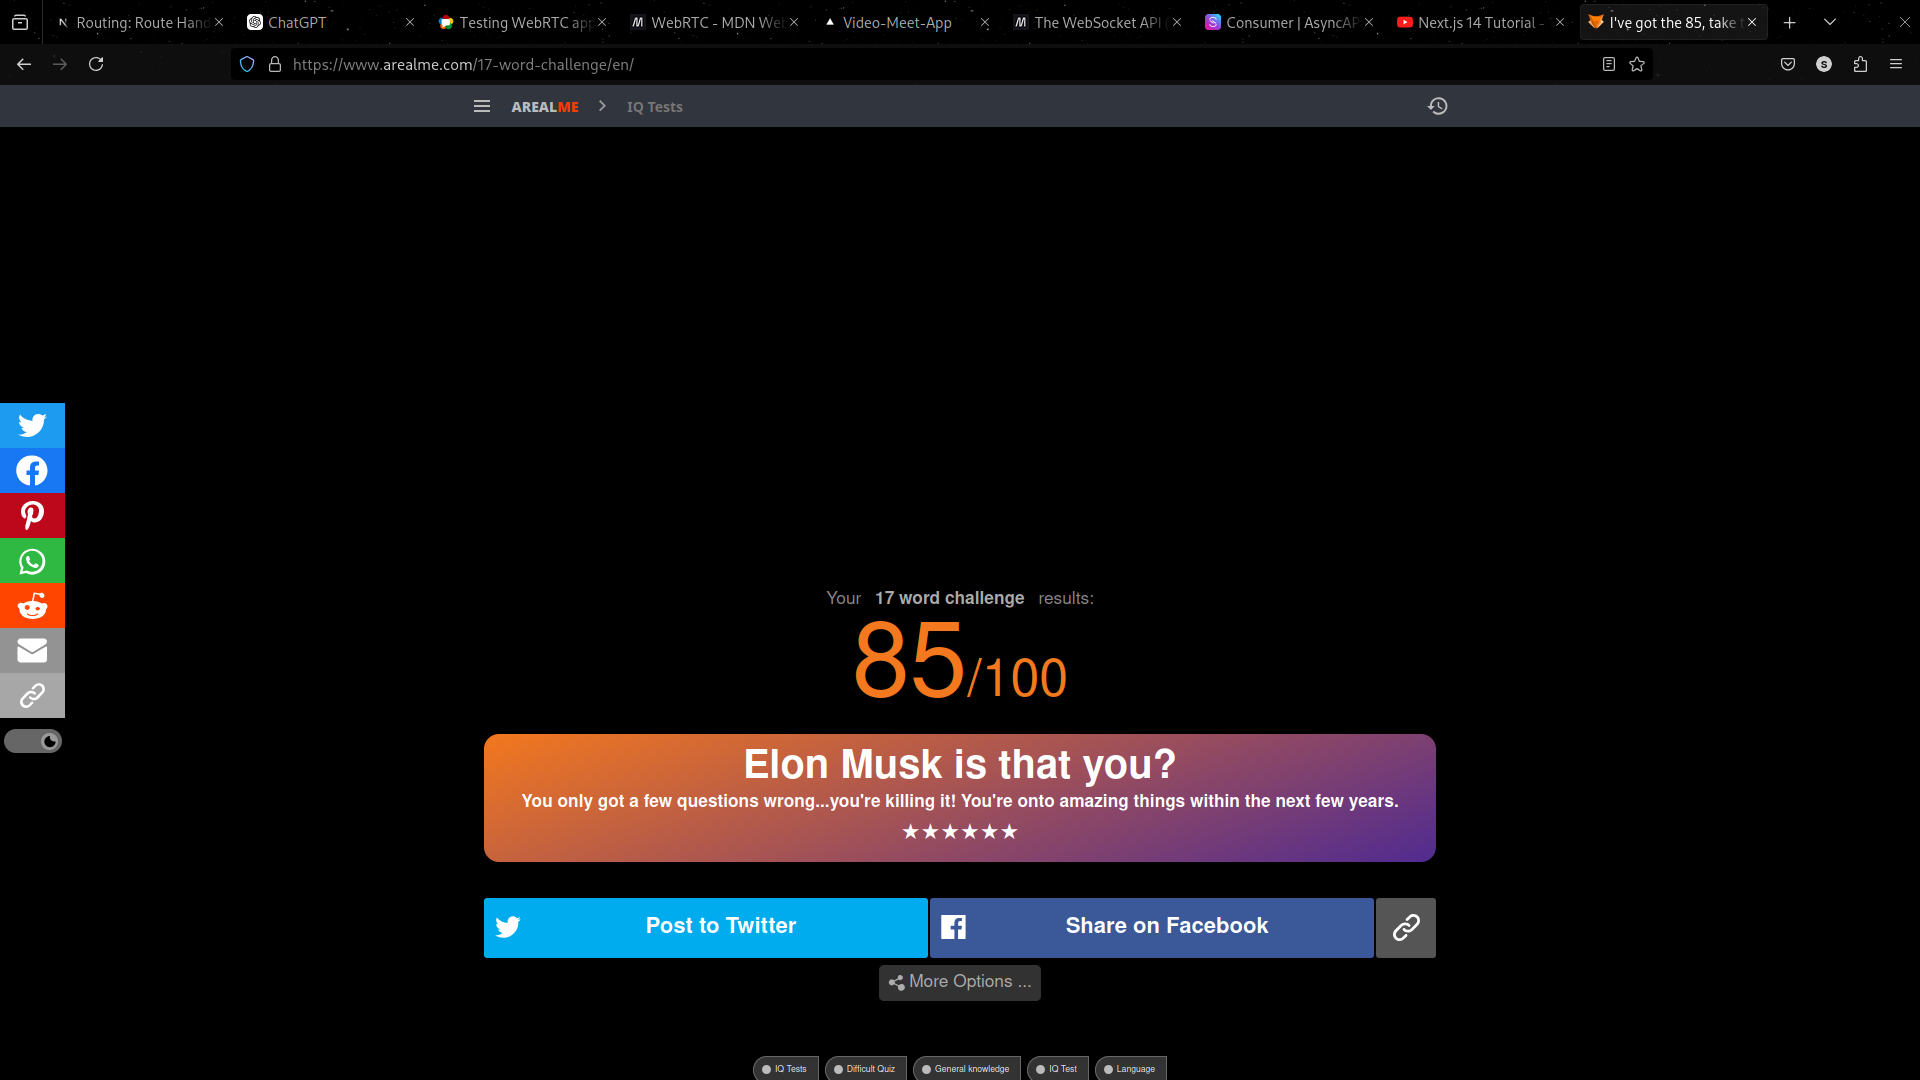 Routing: Route Hand
ChatGPT
Testing WebRTC app
WebRTC - MDN We
Video-Meet-App
The WebSocket API (
Consumer | AsyncAP
Next.js 14 Tutorial -
I've got the 85, take t
https://www.arealme.com/17-word-challenge/en/
S
AREALME
IQ Tests
Your 17 word challenge results:
85/100
Elon Musk is that you?
You only got a few questions wrong...you're killing it! You're onto amazing things within the next few years.
★★★★★★
Post to Twitter
Share on Facebook
More Options ...
IQ Tests
Difficult Quiz
General knowledge
IQ Test
Language